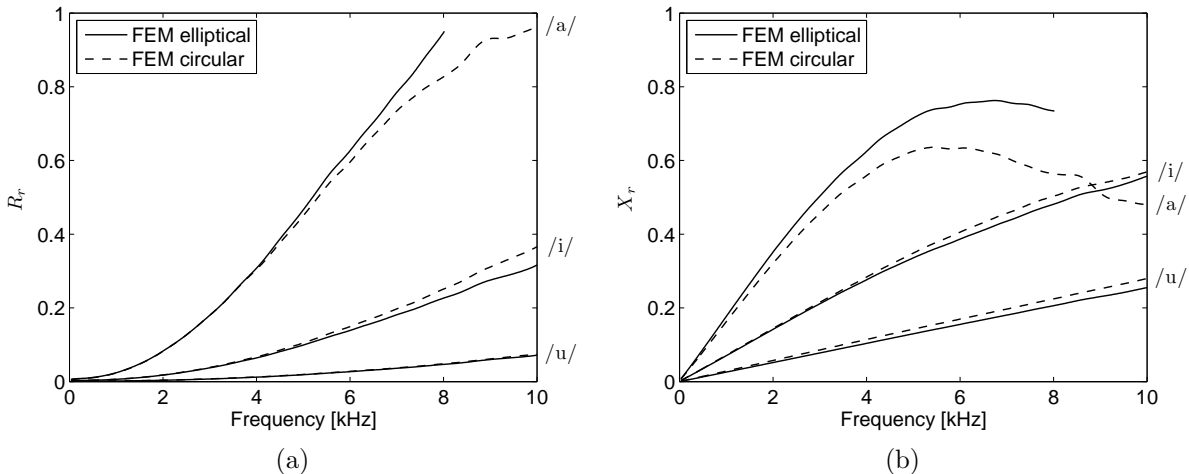 FEM elliptical
FEM circular
R_r
1
0.8
0.6
0.4
0.2
0
0 2 4 6 8 10
Frequency [kHz]
/a/
/i/
/u/
(a)
FEM elliptical
FEM circular
X_r
1
0.8
0.6
0.4
0.2
0
0 2 4 6 8 10
Frequency [kHz]
/i/
/a/
/u/
(b)